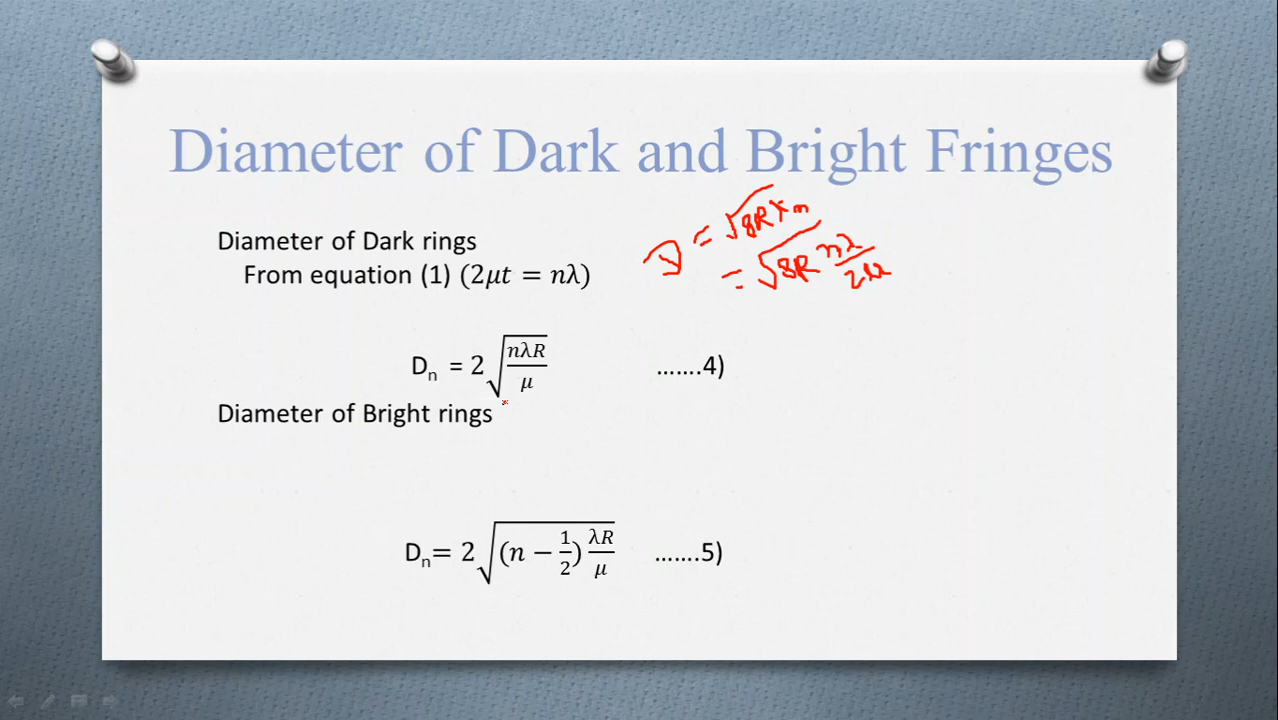 Diameter of Dark and Bright Fringes
Diameter of Dark rings
From equation (1) (2μt = nλ)
D = √8R×n
= √8R nλ/2μ
Dₙ = 2√(nλR/μ) .......4)
Diameter of Bright rings
Dₙ= 2√((n − 1/2) λR/μ) .......5)